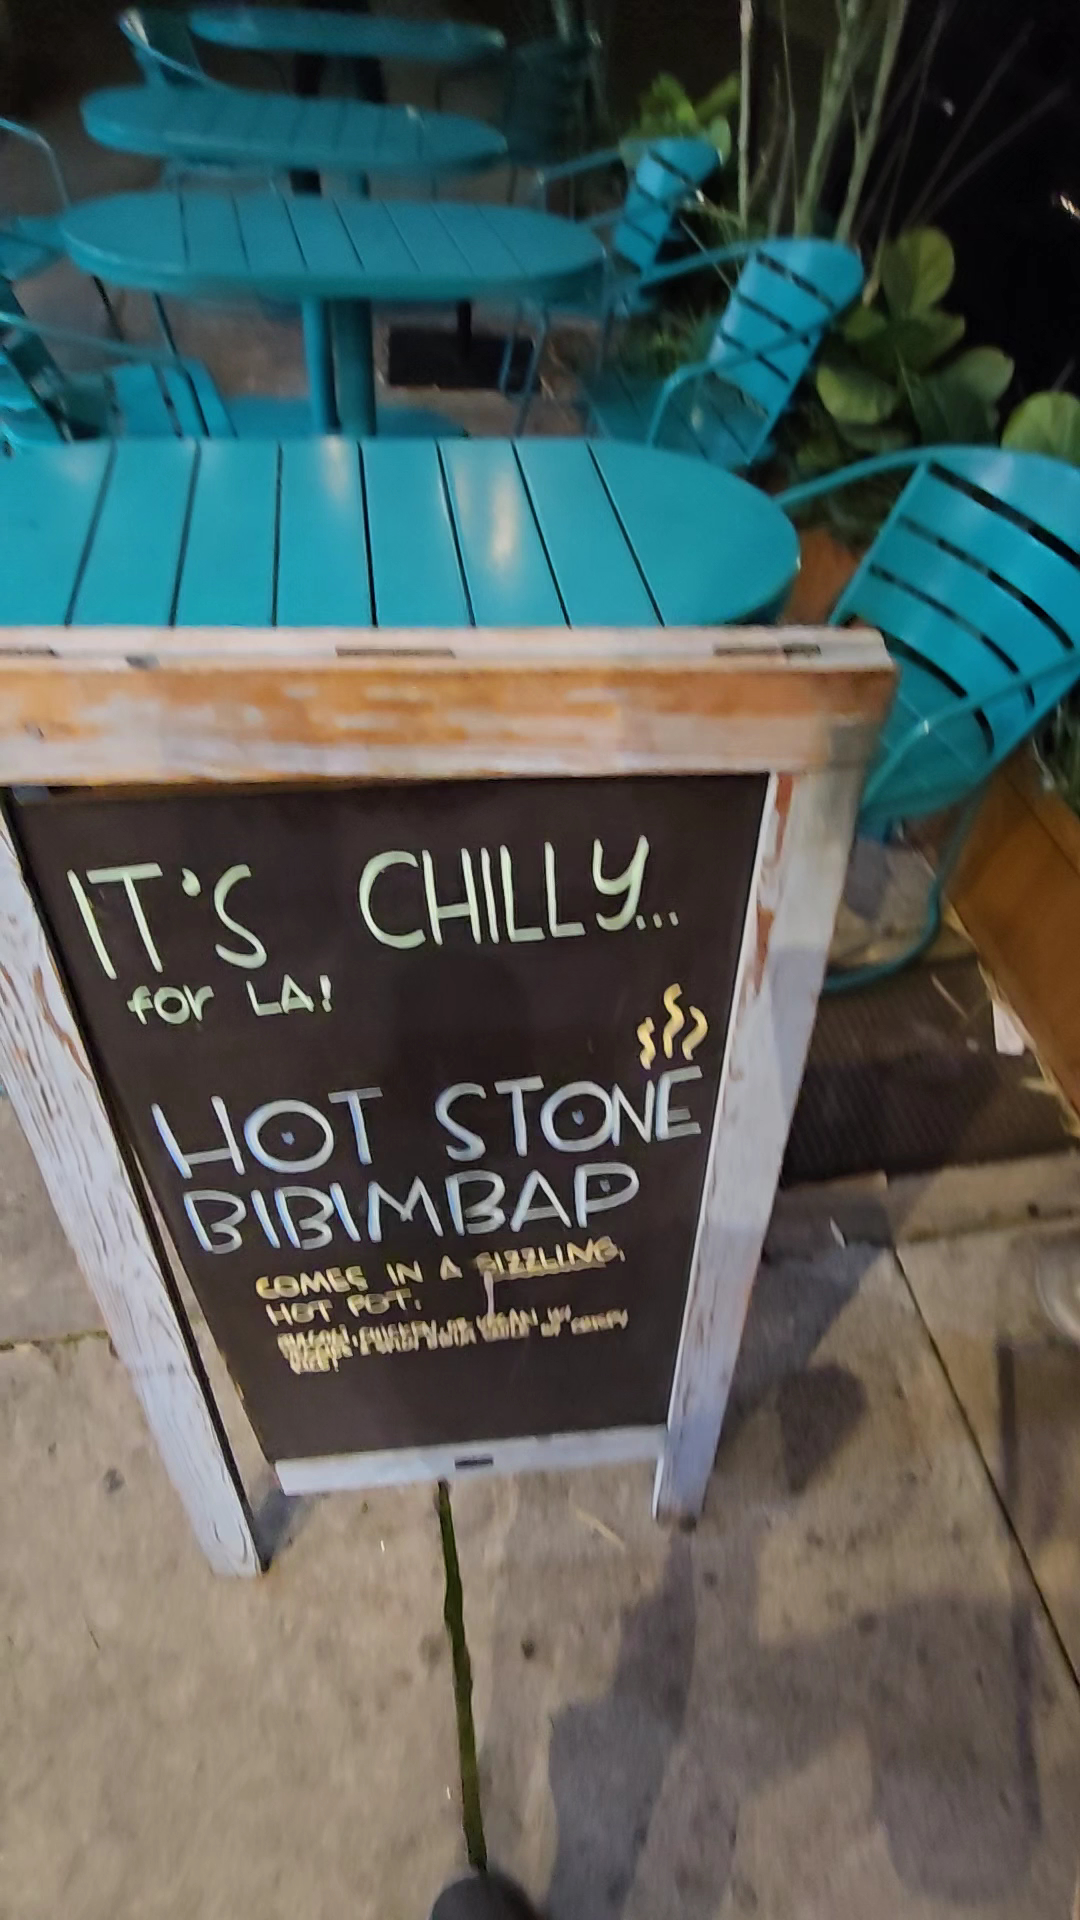 IT'S CHILLY...
for LA!
HOT STONE
BIBIMBAP
COMES IN A SIZZLING,
HOT POT.